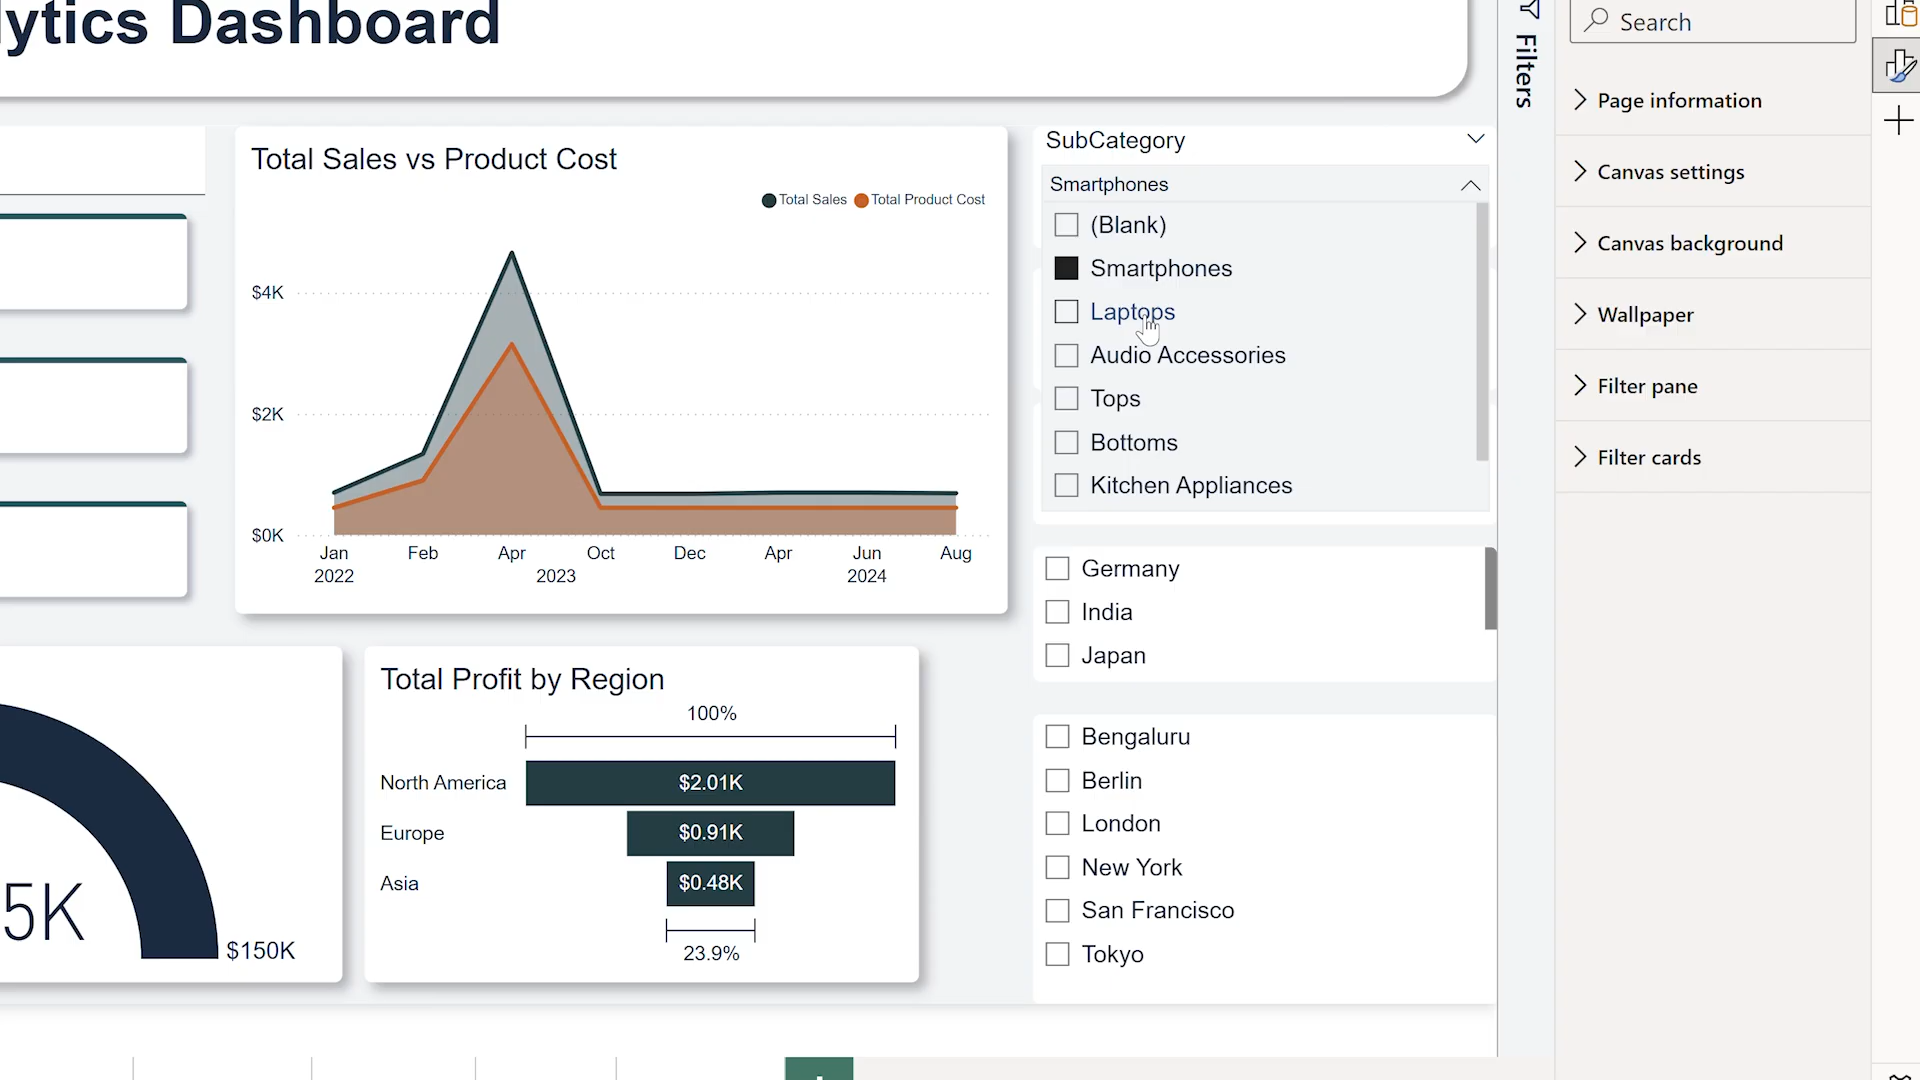 lytics Dashboard
Filters
Search
Page information
Canvas settings
Canvas background
Wallpaper
Filter pane
Filter cards
Total Sales vs Product Cost
Total Sales Total Product Cost
$4K
$2K
$0K
Jan Feb Apr Oct Dec Apr Jun Aug
2022 2023 2024
SubCategory
Smartphones
(Blank)
Smartphones
Laptops
Audio Accessories
Tops
Bottoms
Kitchen Appliances
Germany
India
Japan
Bengaluru
Berlin
London
New York
San Francisco
Tokyo
5K
$150K
Total Profit by Region
100%
North America $2.01K
Europe $0.91K
Asia $0.48K
23.9%